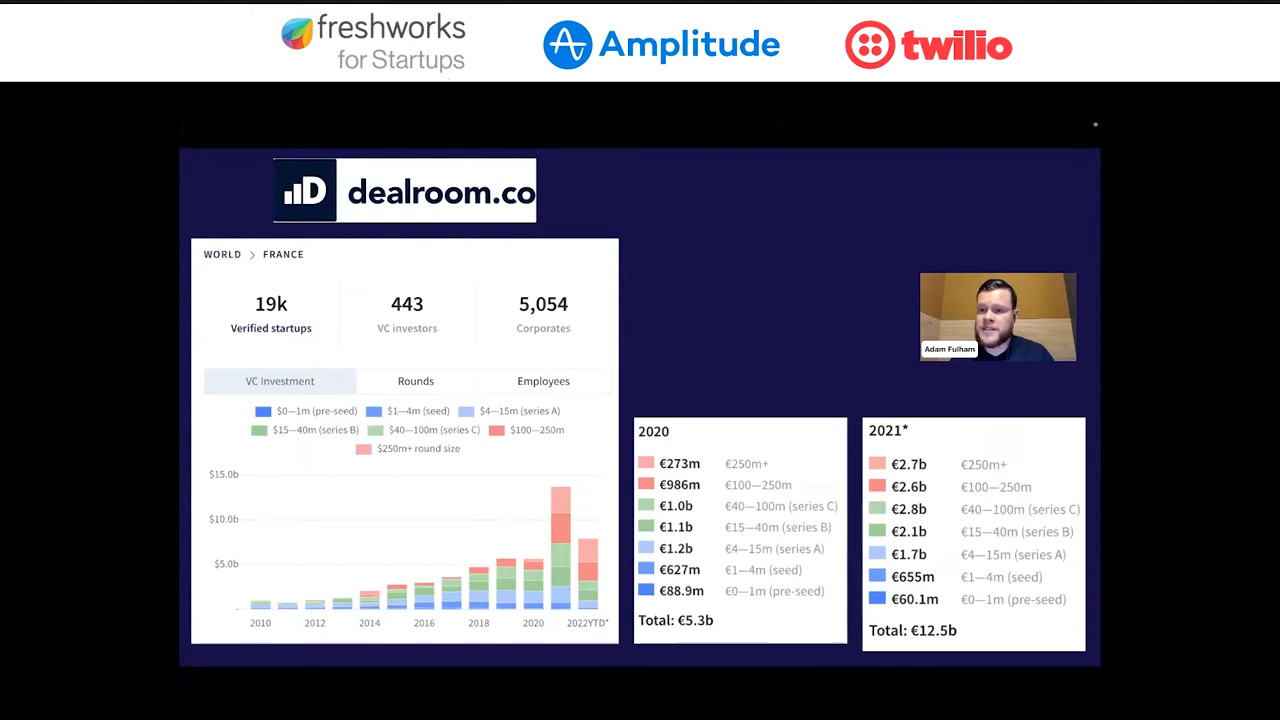 freshworks
for Startups
Amplitude
twilio
D dealroom.co
WORLD > FRANCE
19k
443
5,054
Verified startups
VC investors
Corporates
VC Investment
Rounds
Employees
$0—1m (pre-seed)
$1—4m (seed)
$4—15m (series A)
$15—40m (series B)
$40—100m (series C)
$100—250m
$250m+ round size
$15.0b
$10.0b
$5.0b
2010
2012
2014
2016
2018
2020
2022YTD*
2020
€273m €250m+
€986m €100—250m
€1.0b €40—100m (series C)
€1.1b €15—40m (series B)
€1.2b €4—15m (series A)
€627m €1—4m (seed)
€88.9m €0—1m (pre-seed)
Total: €5.3b
Adam Fulham
2021*
€2.7b €250m+
€2.6b €100—250m
€2.8b €40—100m (series C)
€2.1b €15—40m (series B)
€1.7b €4—15m (series A)
€655m €1—4m (seed)
€60.1m €0—1m (pre-seed)
Total: €12.5b